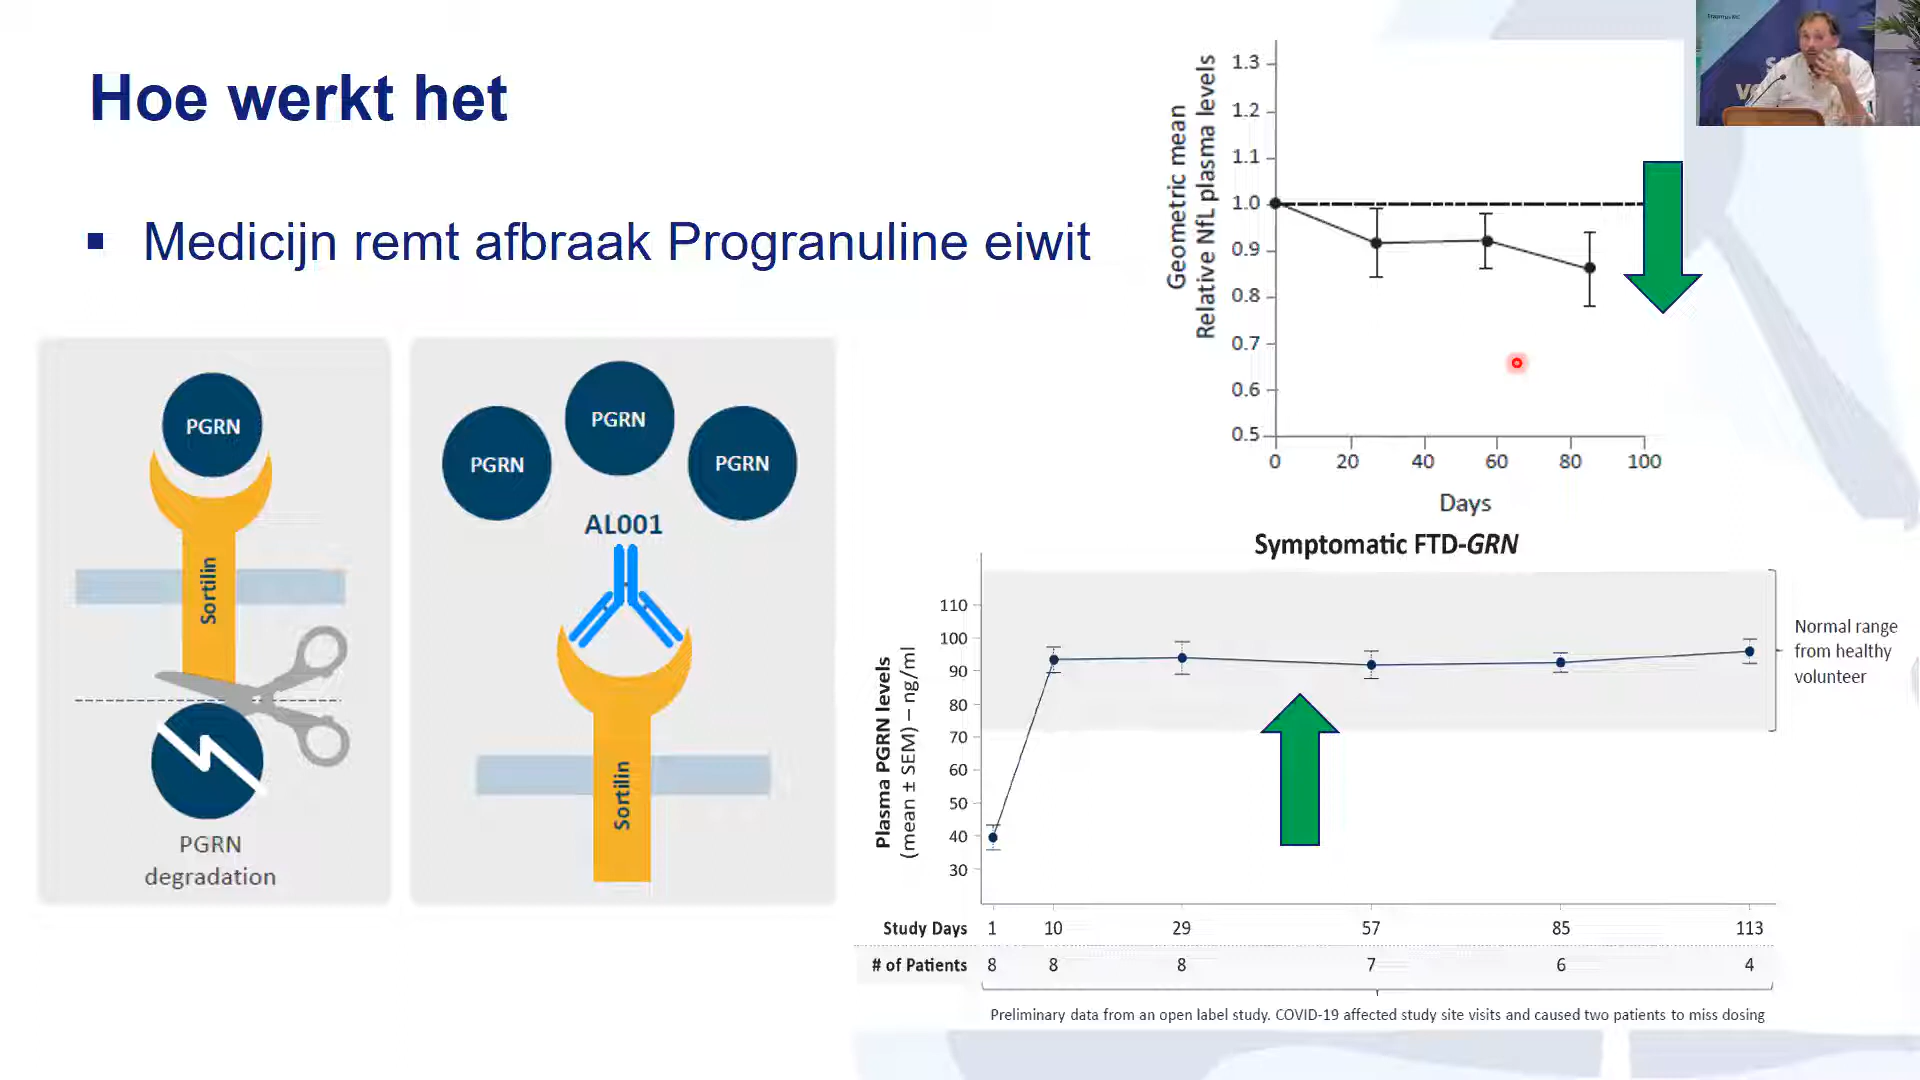 Hoe werkt het
▪ Medicijn remt afbraak Progranuline eiwit
PGRN
Sortilin
PGRN
degradation
PGRN
PGRN
PGRN
AL001
Sortilin
Geometric mean
Relative NfL plasma levels
1.3
1.2
1.1
1.0
0.9
0.8
0.7
0.6
0.5
0 20 40 60 80 100
Days
Symptomatic FTD-GRN
Plasma PGRN levels
(mean ± SEM) – ng/ml
110
100
90
80
70
60
50
40
30
Normal range
from healthy
volunteer
Study Days 1 10 29 57 85 113
# of Patients 8 8 8 7 6 4
Preliminary data from an open label study. COVID-19 affected study site visits and caused two patients to miss dosing